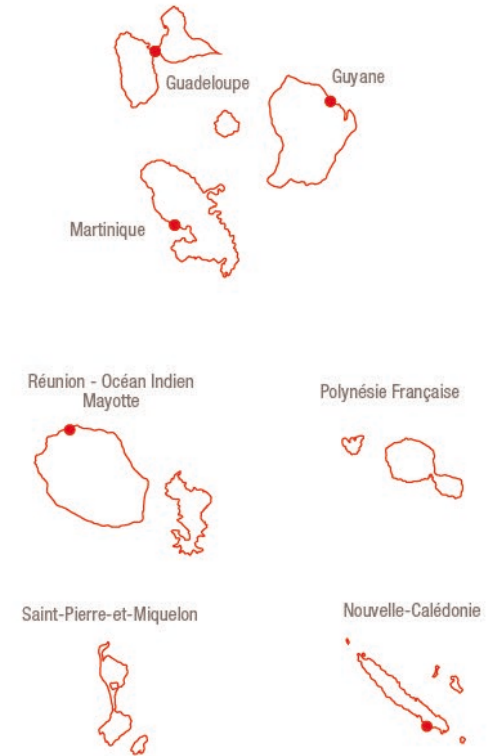 Guadeloupe
Guyane
Martinique
Réunion - Océan Indien
Mayotte
Polynésie Française
Saint-Pierre-et-Miquelon
Nouvelle-Calédonie